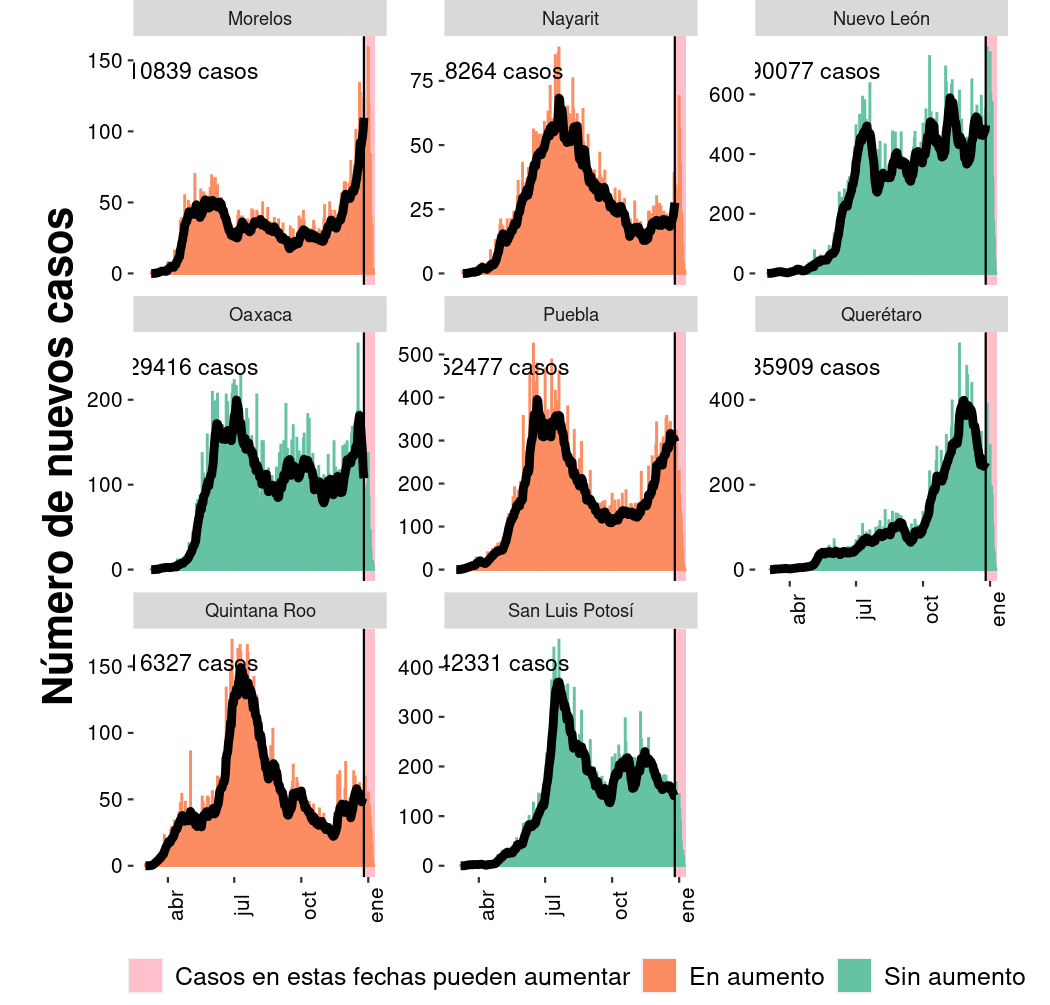 Número de nuevos casos
Morelos
Nayarit
Nuevo León
10839 casos
8264 casos
90077 casos
150
100
50
0
75
50
25
0
600
400
200
0
Oaxaca
Puebla
Querétaro
29416 casos
52477 casos
35909 casos
200
100
0
500
400
300
200
100
0
400
200
0
abr jul oct ene
Quintana Roo
San Luis Potosí
16327 casos
42331 casos
150
100
50
0
400
300
200
100
0
abr jul oct ene
abr jul oct ene
Casos en estas fechas pueden aumentar
En aumento
Sin aumento